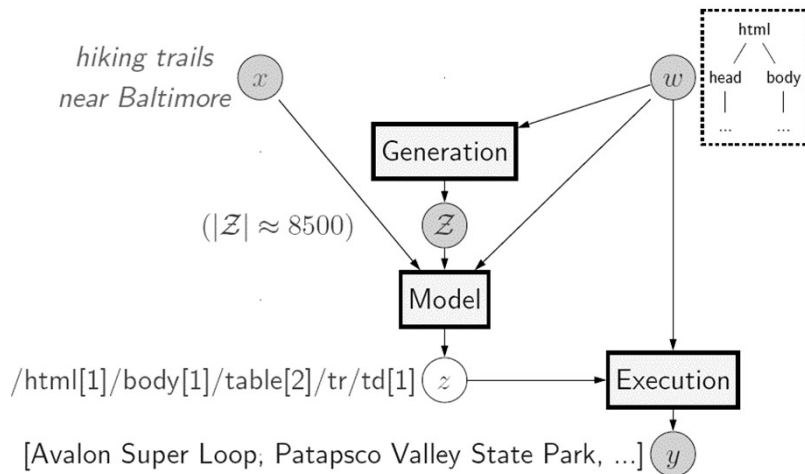 hiking trails
near Baltimore
x
w
html
head body
... ...
Generation
(|Z| ≈ 8500)
Z
Model
/html[1]/body[1]/table[2]/tr/td[1]
z
Execution
[Avalon Super Loop, Patapsco Valley State Park, ...]
y